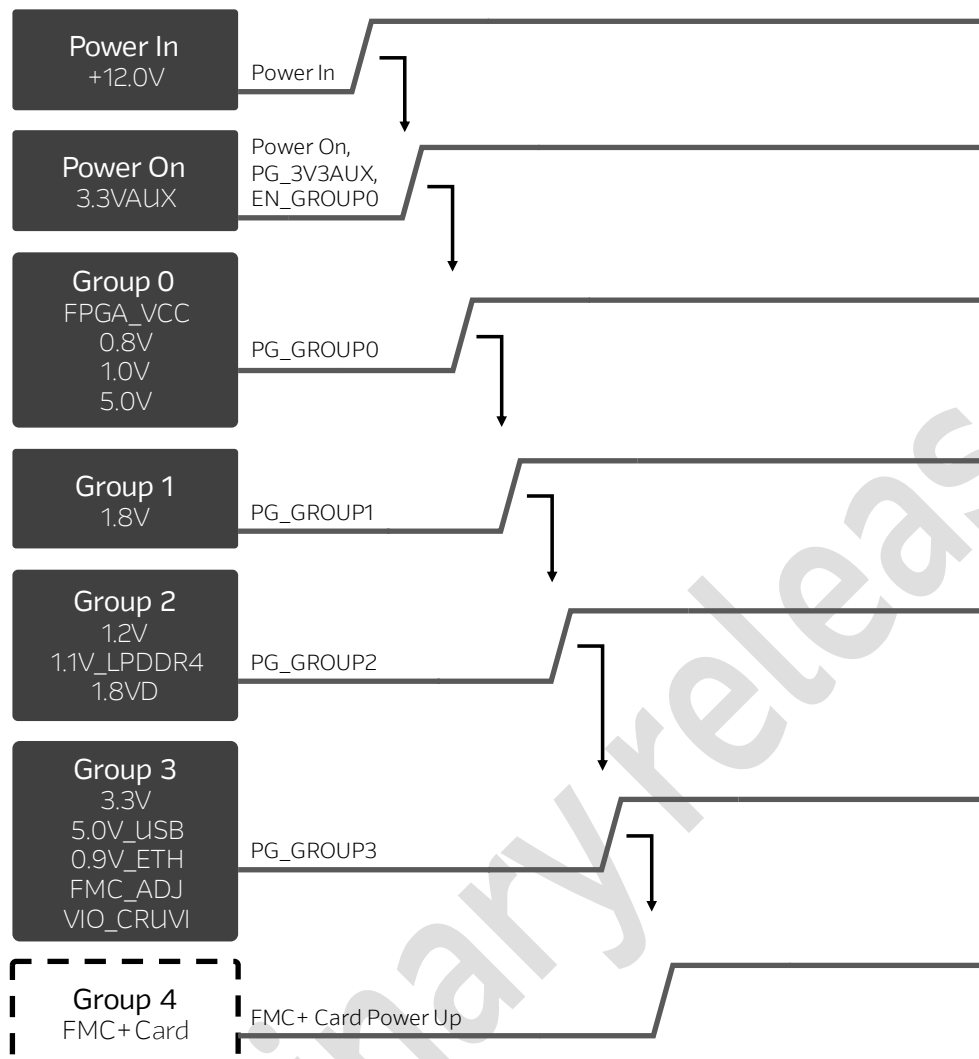 Power In
+12.0V
Power In
Power On
3.3VAUX
Power On,
PG_3V3AUX,
EN_GROUP0
Group 0
FPGA_VCC
0.8V
1.0V
5.0V
PG_GROUP0
Group 1
1.8V
PG_GROUP1
Group 2
1.2V
1.1V_LPDDR4
1.8VD
PG_GROUP2
Group 3
3.3V
5.0V_USB
0.9V_ETH
FMC_ADJ
VIO_CRUVI
PG_GROUP3
Group 4
FMC+ Card
FMC+ Card Power Up
inary releas